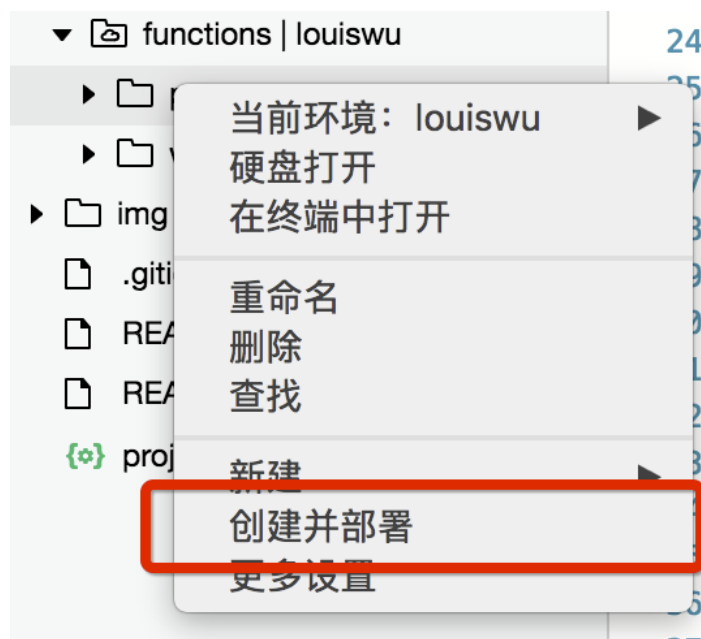 functions | louiswu
24
当前环境：louiswu
硬盘打开
在终端中打开
img
.giti
重命名
REA
删除
REA
查找
proj
新建
创建并部署
更多设置
36